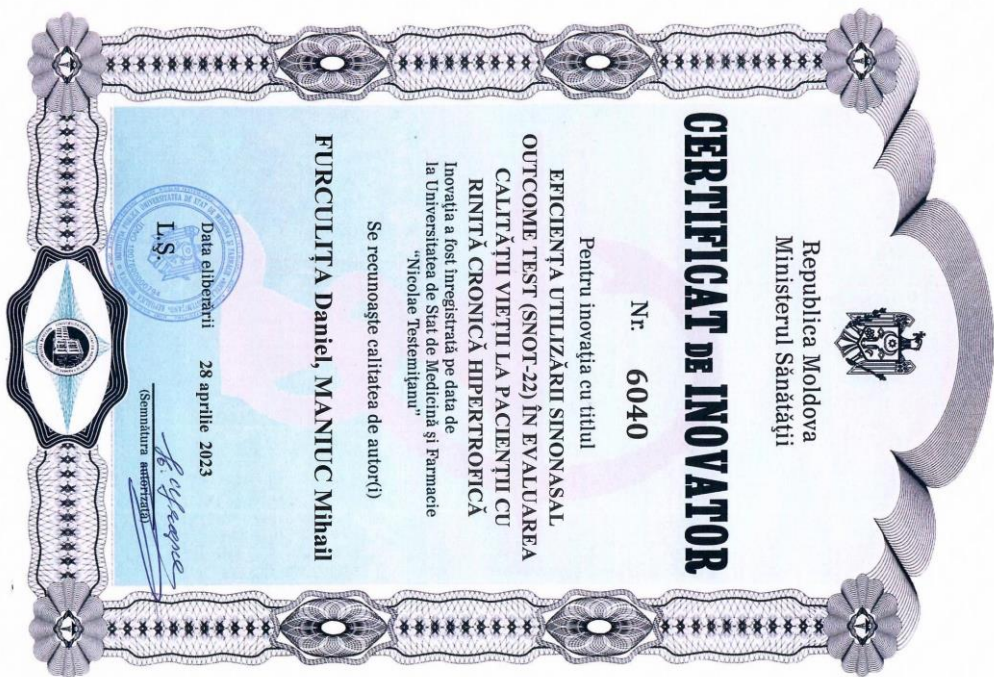 Republica Moldova
Ministerul Sănătății
CERTIFICAT DE INOVATOR
Nr. 6040
Pentru inovația cu titlul
EFICIENȚA UTILIZĂRII SINONASAL
OUTCOME TEST (SNOT-22) ÎN EVALUAREA
CALITĂȚII VIEȚII LA PACIENȚII CU
RINITĂ CRONICĂ HIPERTROFICĂ
Inovația a fost înregistrată pe data de
la Universitatea de Stat de Medicină și Farmacie
"Nicolae Testemițanu"
Se recunoaște calitatea de autor(i)
FURCULIȚA Daniel, MANIUC Mihail
Data eliberării 28 aprilie 2023
L.Ș.
(Semnătura autorizată)